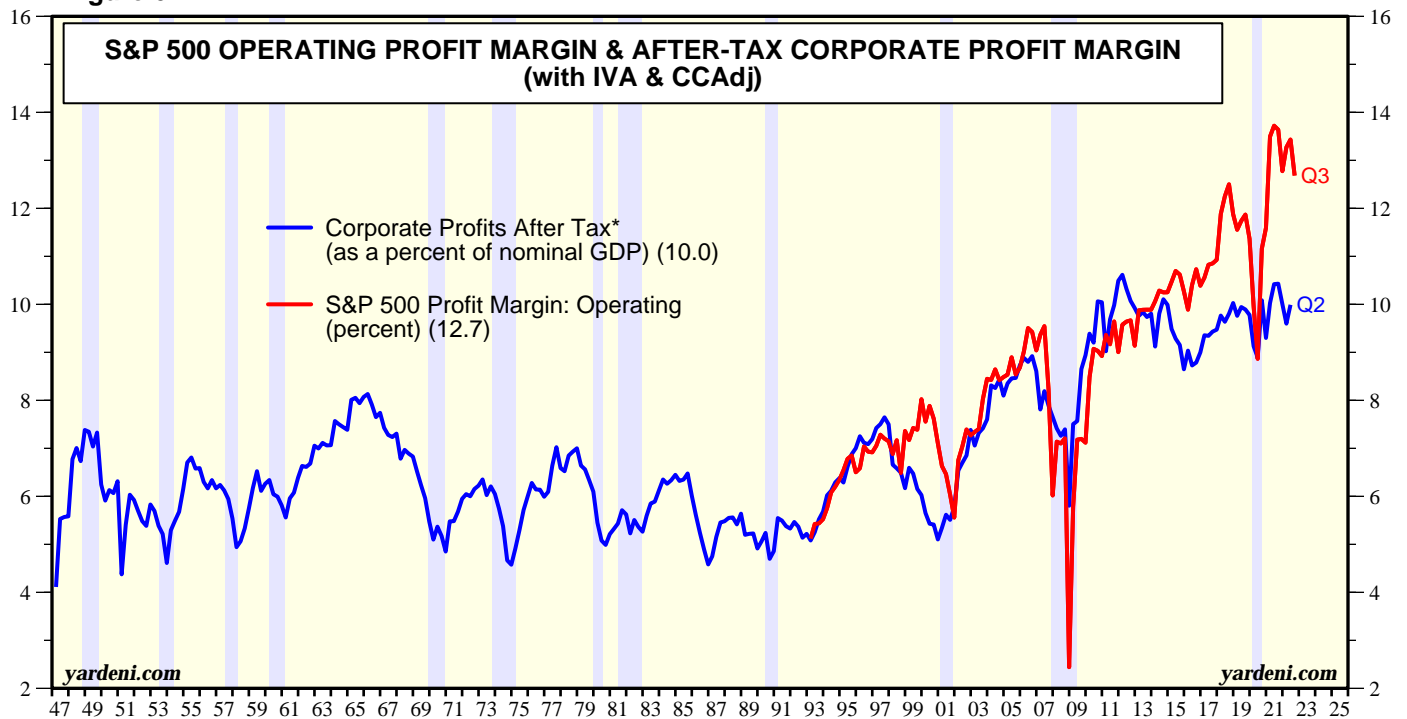 S&P 500 OPERATING PROFIT MARGIN & AFTER-TAX CORPORATE PROFIT MARGIN
(with IVA & CCAdj)
16 16
14 14
12 12
10 10
8 8
6 6
4 4
2 2
Corporate Profits After Tax*
(as a percent of nominal GDP) (10.0)
S&P 500 Profit Margin: Operating
(percent) (12.7)
Q3
Q2
yardeni.com yardeni.com
47 49 51 53 55 57 59 61 63 65 67 69 71 73 75 77 79 81 83 85 87 89 91 93 95 97 99 01 03 05 07 09 11 13 15 17 19 21 23 25